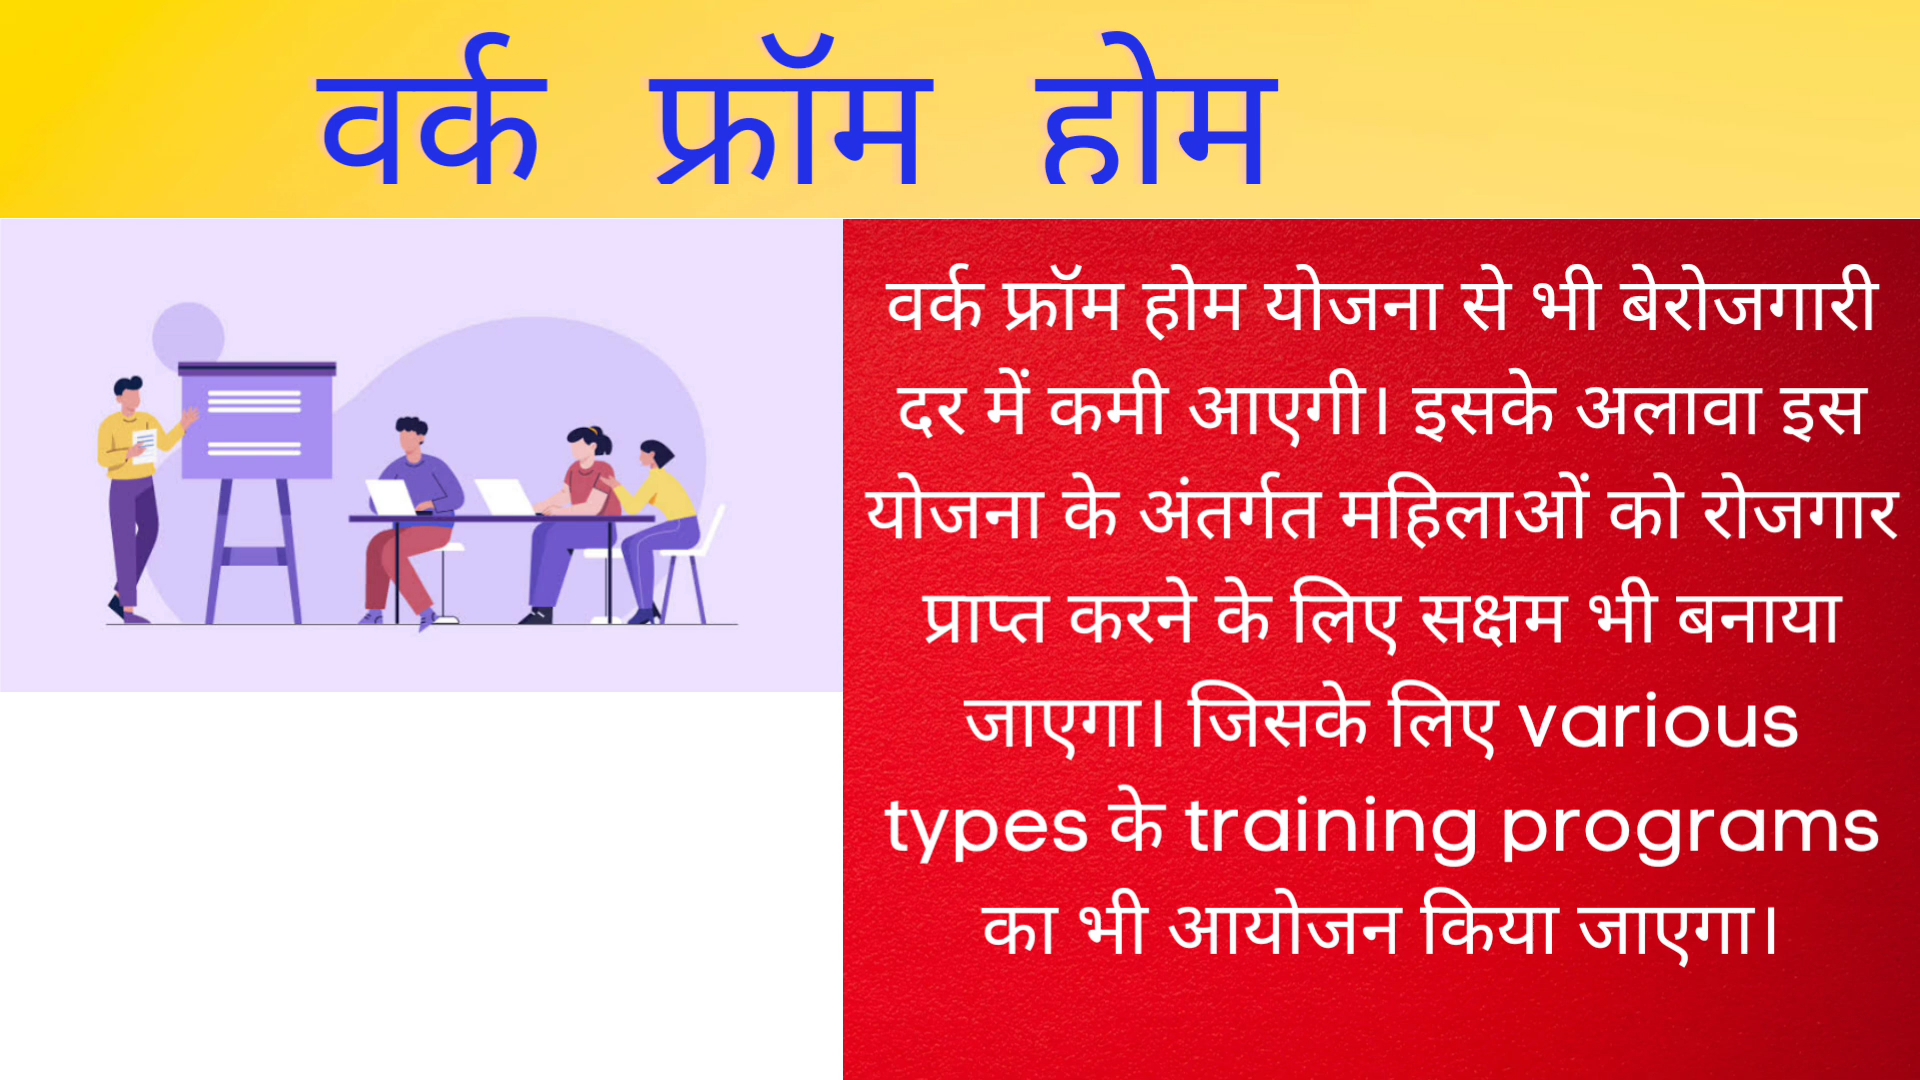 वर्क फ्रॉम होम
वर्क फ्रॉम होम योजना से भी बेरोजगारी
दर में कमी आएगी। इसके अलावा इस
योजना के अंतर्गत महिलाओं को रोजगार
प्राप्त करने के लिए सक्षम भी बनाया
जाएगा। जिसके लिए various
types के training programs
का भी आयोजन किया जाएगा।